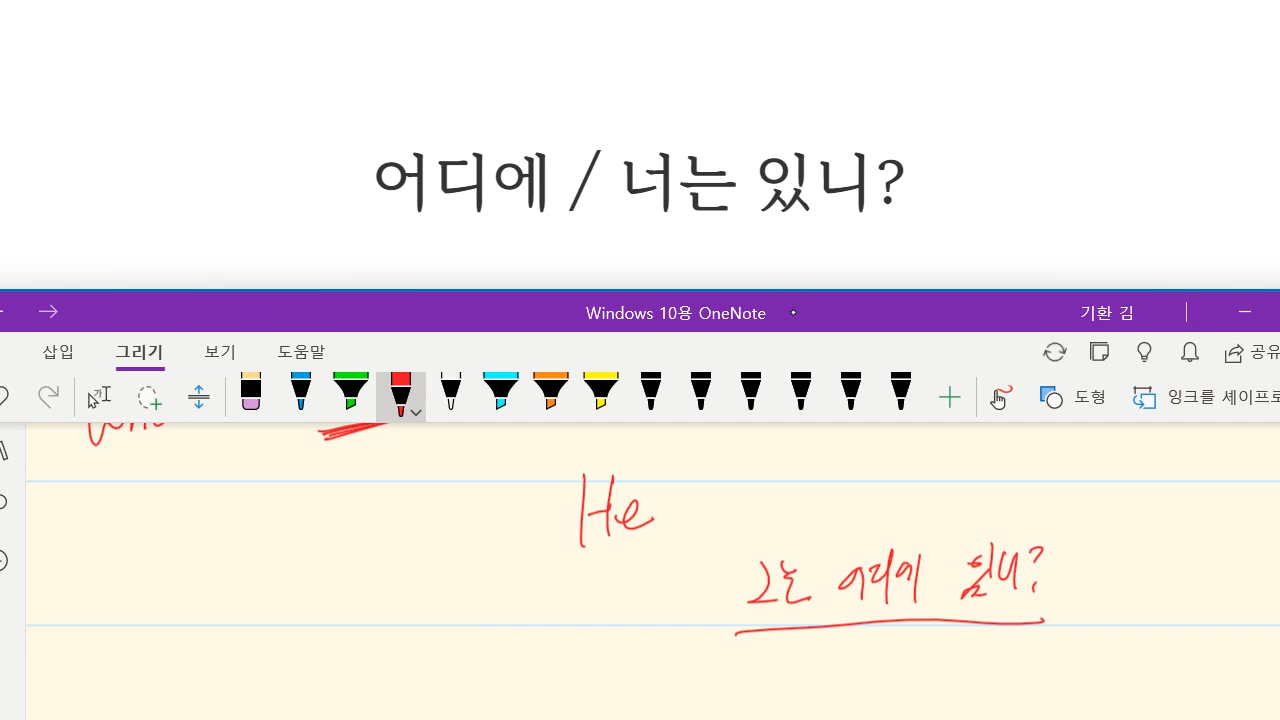 어디에 / 너는 있니?
Windows 10용 OneNote
기환 김
삽입 그리기 보기 도움말 공유
도형 잉크를 셰이프로
He
그는 어디에 있니?